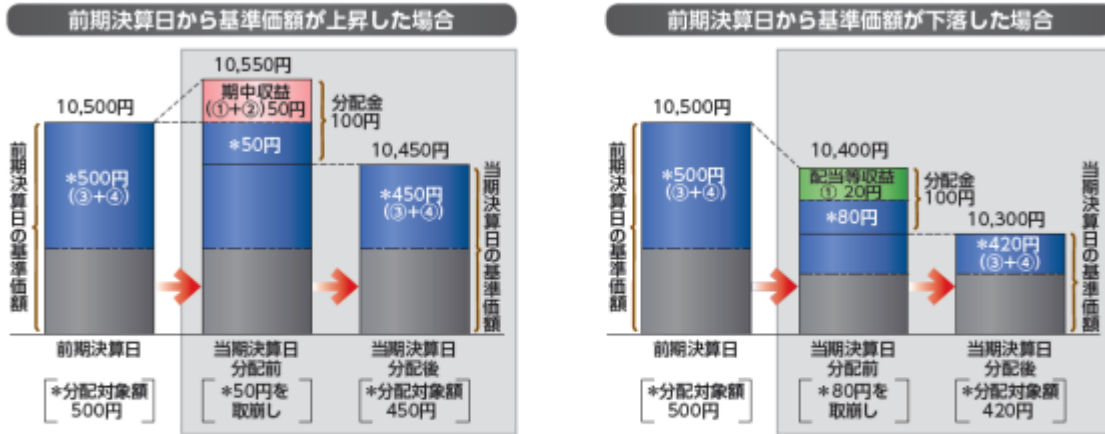 前期決算日から基準価額が上昇した場合
10,550円
10,500円
期中収益
(①+②)50円
分配金
100円
*50円
10,450円
*500円
(③+④)
*450円
(③+④)
前期決算日の基準価額
当期決算日の基準価額
前期決算日
当期決算日
分配前
当期決算日
分配後
*分配対象額
500円
*50円を
取崩し
*分配対象額
450円
前期決算日から基準価額が下落した場合
10,500円
10,400円
配当等収益
① 20円
分配金
100円
*500円
(③+④)
*80円
10,300円
*420円
(③+④)
前期決算日の基準価額
当期決算日の基準価額
前期決算日
当期決算日
分配前
当期決算日
分配後
*分配対象額
500円
*80円を
取崩し
*分配対象額
420円